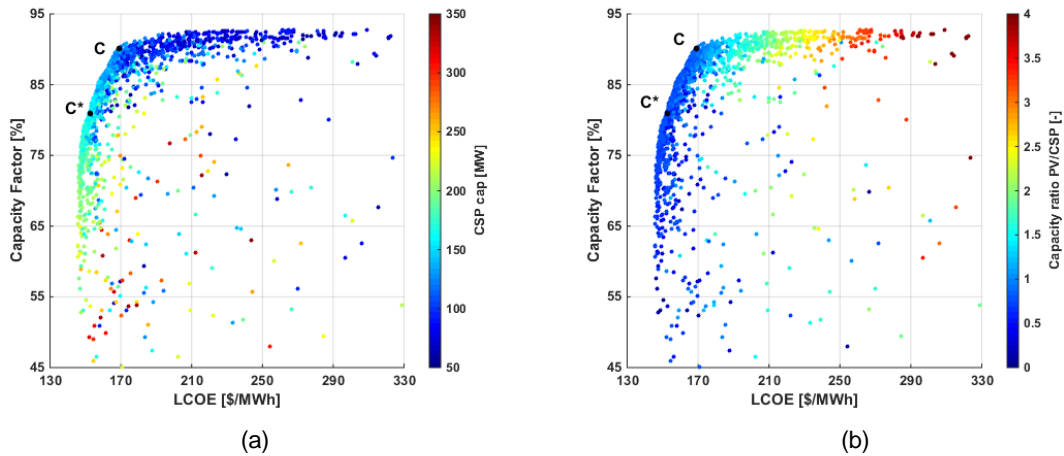 95
85
75
65
55
45
130 170 210 250 290 330
Capacity Factor [%]
LCOE [$/MWh]
C
C*
350
300
250
200
150
100
50
CSP cap [MW]
(a)
95
85
75
65
55
45
130 170 210 250 290 330
Capacity Factor [%]
LCOE [$/MWh]
C
C*
4
3.5
3
2.5
2
1.5
1
0.5
0
Capacity ratio PV/CSP [-]
(b)